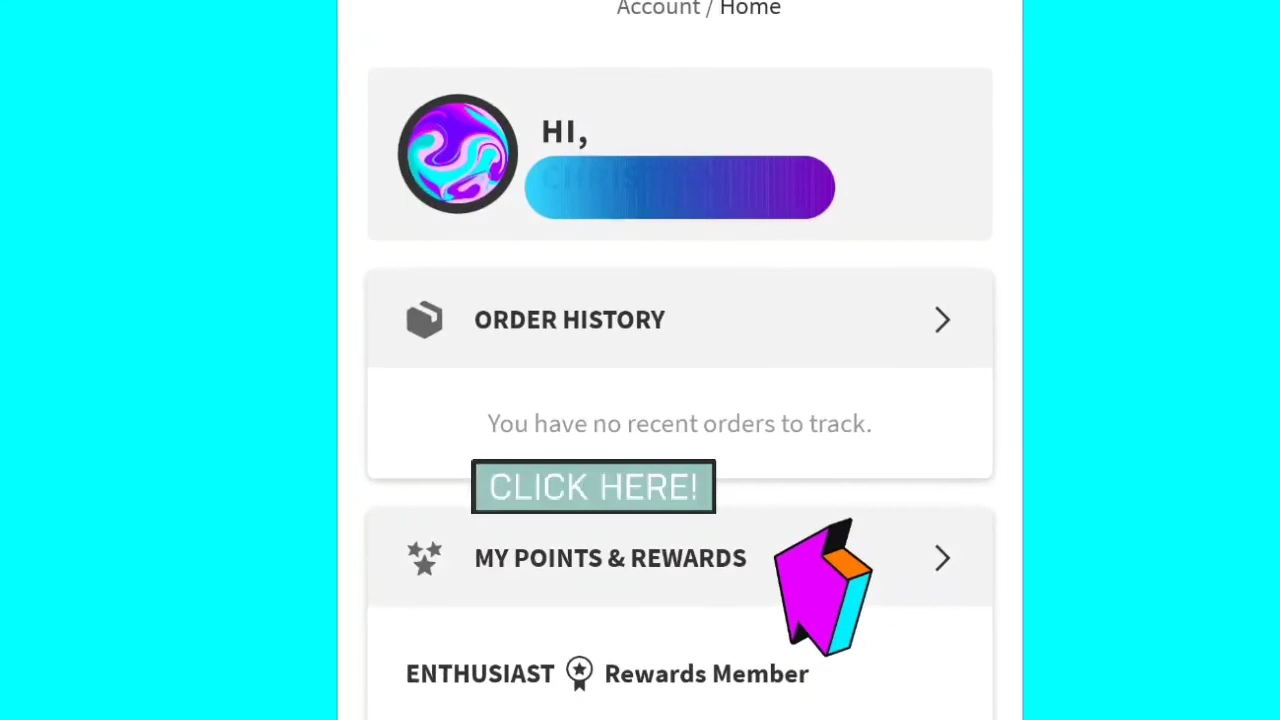 Account / Home
HI,
ORDER HISTORY
You have no recent orders to track.
CLICK HERE!
MY POINTS & REWARDS
ENTHUSIAST Rewards Member